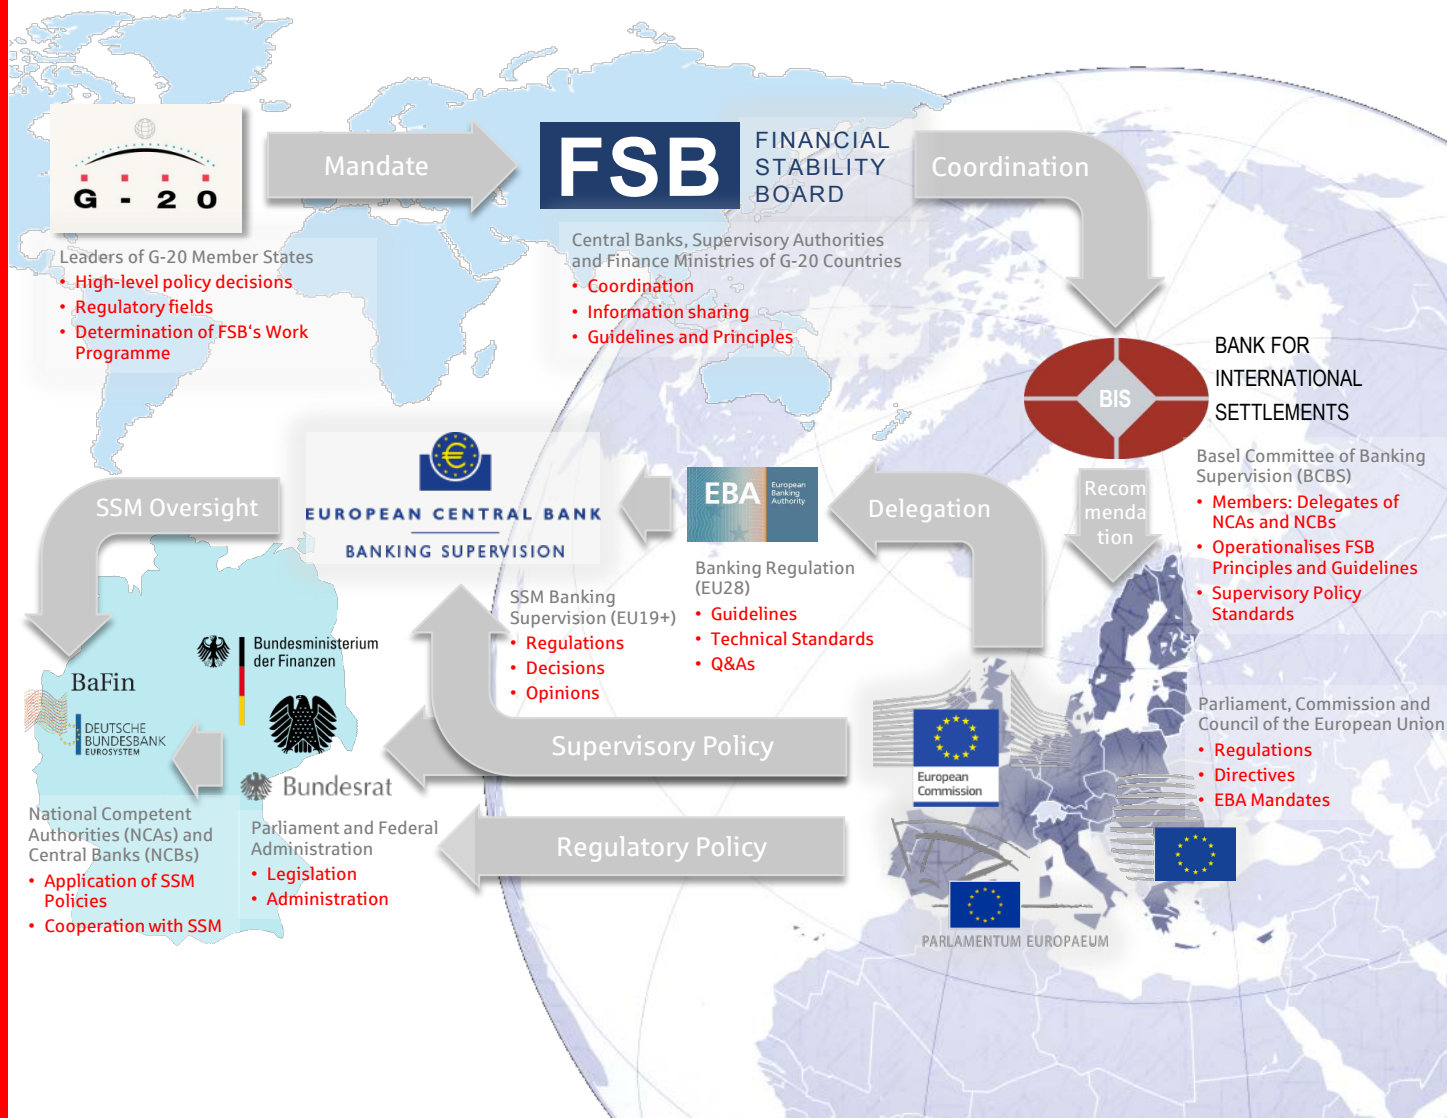 G - 20
Mandate
FSB
FINANCIAL
STABILITY
BOARD
Coordination
Leaders of G-20 Member States
• High-level policy decisions
• Regulatory fields
• Determination of FSB‘s Work
Programme
Central Banks, Supervisory Authorities
and Finance Ministries of G-20 Countries
• Coordination
• Information sharing
• Guidelines and Principles
BIS
BANK FOR
INTERNATIONAL
SETTLEMENTS
Basel Committee of Banking
Supervision (BCBS)
• Members: Delegates of
NCAs and NCBs
• Operationalises FSB
Principles and Guidelines
• Supervisory Policy
Standards
Recom
menda
tion
Delegation
EBA
European
Banking
Authority
Banking Regulation
(EU28)
• Guidelines
• Technical Standards
• Q&As
EUROPEAN CENTRAL BANK
BANKING SUPERVISION
SSM Banking
Supervision (EU19+)
• Regulations
• Decisions
• Opinions
SSM Oversight
Parliament, Commission and
Council of the European Union
• Regulations
• Directives
• EBA Mandates
European
Commission
PARLAMENTUM EUROPAEUM
Supervisory Policy
Regulatory Policy
Bundesministerium
der Finanzen
Bundesrat
Parliament and Federal
Administration
• Legislation
• Administration
BaFin
DEUTSCHE
BUNDESBANK
EUROSYSTEM
National Competent
Authorities (NCAs) and
Central Banks (NCBs)
• Application of SSM
Policies
• Cooperation with SSM